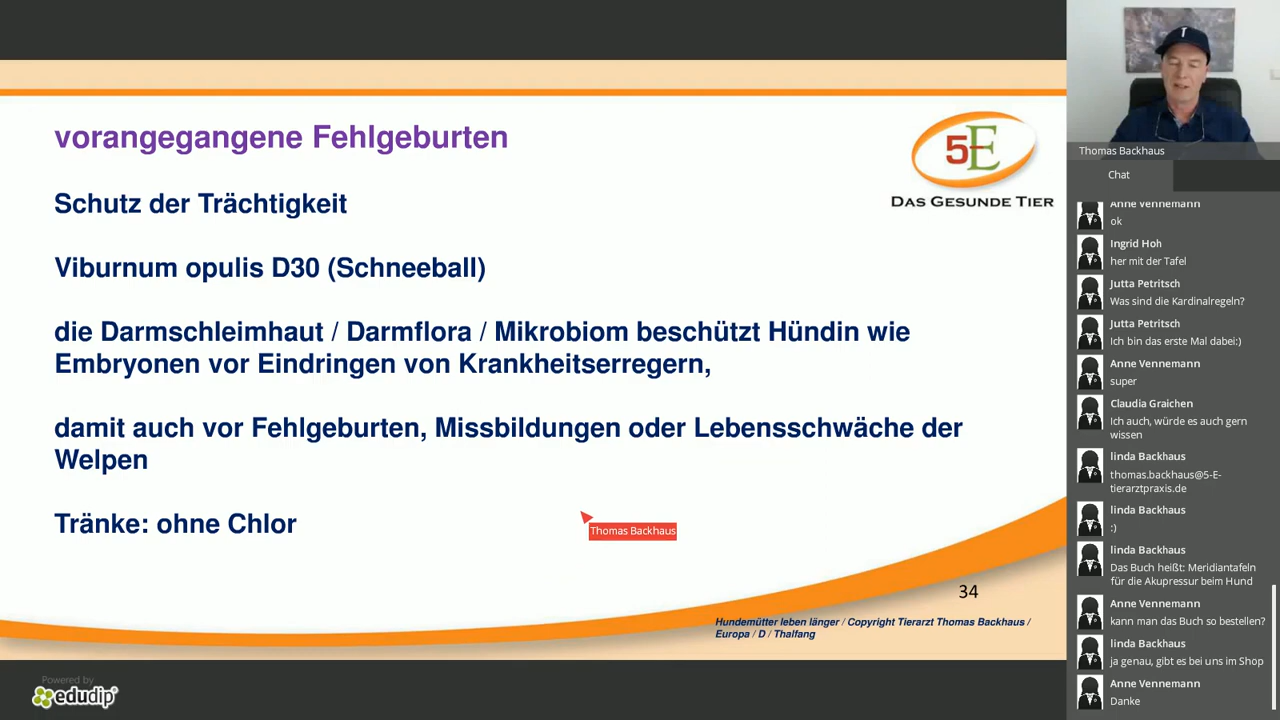 vorangegangene Fehlgeburten
5E
DAS GESUNDE TIER
Schutz der Trächtigkeit
Viburnum opulis D30 (Schneeball)
die Darmschleimhaut / Darmflora / Mikrobiom beschützt Hündin wie
Embryonen vor Eindringen von Krankheitserregern,
damit auch vor Fehlgeburten, Missbildungen oder Lebensschwäche der
Welpen
Tränke: ohne Chlor
Thomas Backhaus
34
Hundemütter leben länger / Copyright Tierarzt Thomas Backhaus /
Europa / D / Thalfang
Powered by
edudip
T
Thomas Backhaus
Chat
Anne Vennemann
ok
Ingrid Hoh
her mit der Tafel
Jutta Petritsch
Was sind die Kardinalregeln?
Jutta Petritsch
Ich bin das erste Mal dabei:)
Anne Vennemann
super
Claudia Graichen
Ich auch, würde es auch gern
wissen
linda Backhaus
thomas.backhaus@5-E-
tierarztpraxis.de
linda Backhaus
:)
linda Backhaus
Das Buch heißt: Meridiantafeln
für die Akupressur beim Hund
Anne Vennemann
kann man das Buch so bestellen?
linda Backhaus
ja genau, gibt es bei uns im Shop
Anne Vennemann
Danke